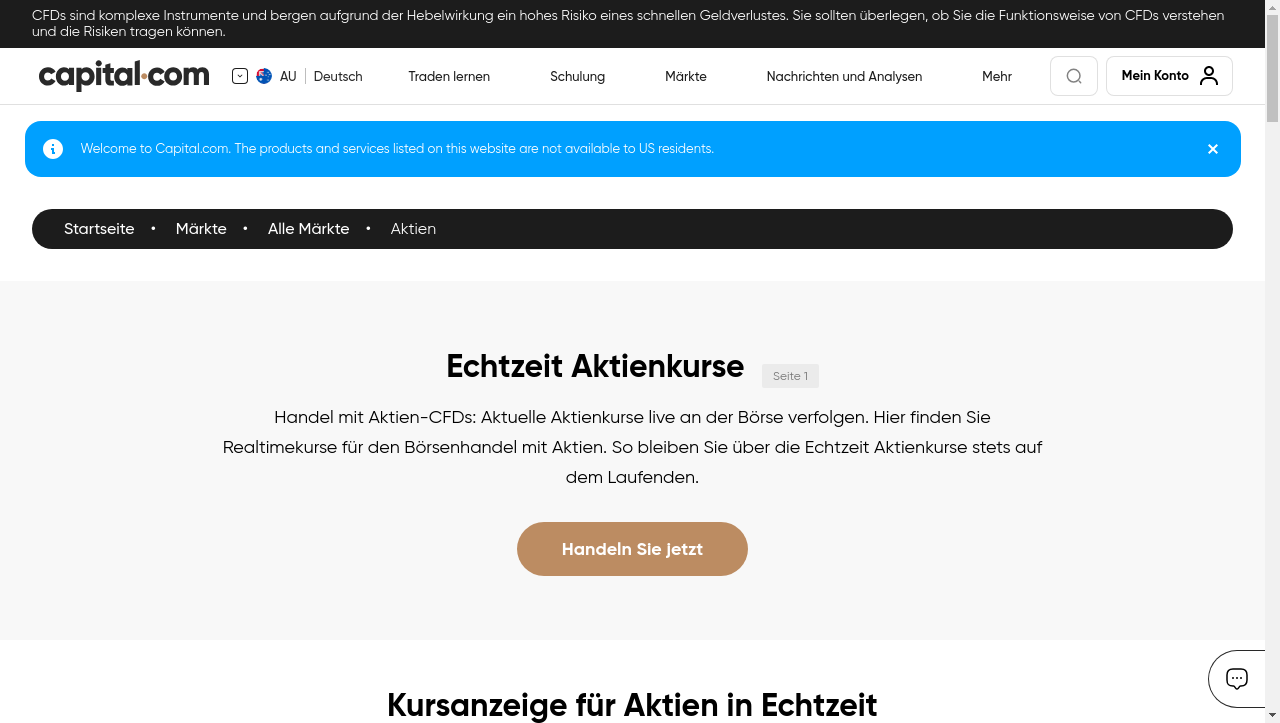 CFDs sind komplexe Instrumente und bergen aufgrund der Hebelwirkung ein hohes Risiko eines schnellen Geldverlustes. Sie sollten überlegen, ob Sie die Funktionsweise von CFDs verstehen
und die Risiken tragen können.
capital.com AU Deutsch Traden lernen Schulung Märkte Nachrichten und Analysen Mehr Mein Konto
Welcome to Capital.com. The products and services listed on this website are not available to US residents.
Startseite • Märkte • Alle Märkte • Aktien
Echtzeit Aktienkurse Seite 1
Handel mit Aktien-CFDs: Aktuelle Aktienkurse live an der Börse verfolgen. Hier finden Sie
Realtimekurse für den Börsenhandel mit Aktien. So bleiben Sie über die Echtzeit Aktienkurse stets auf
dem Laufenden.
Handeln Sie jetzt
Kursanzeige für Aktien in Echtzeit